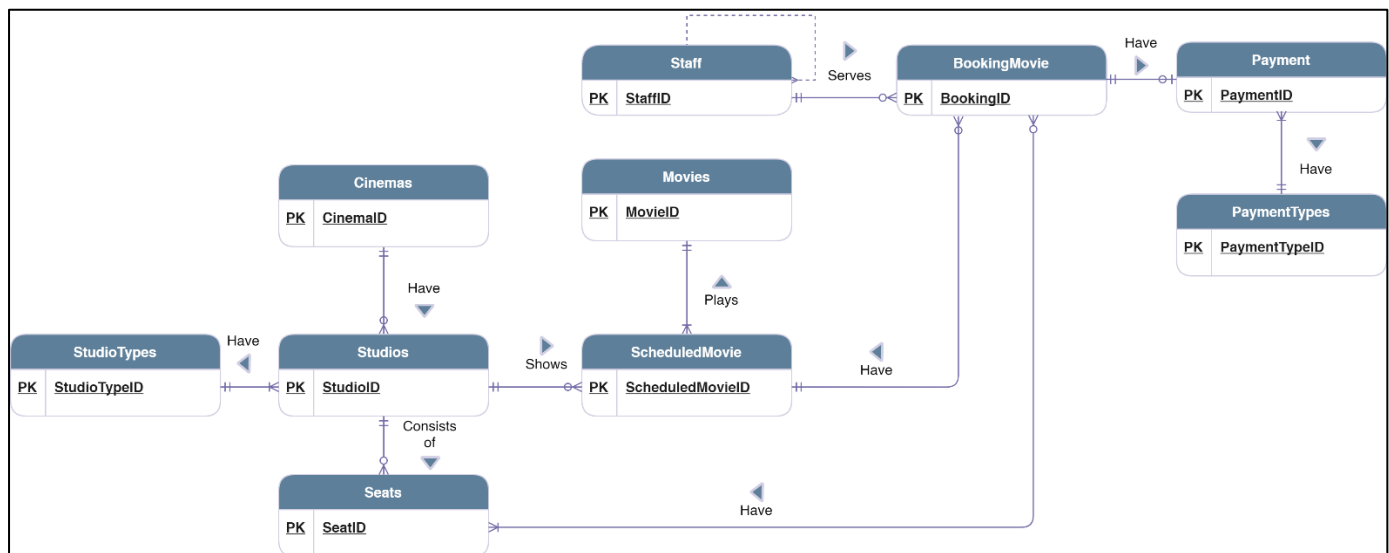 Staff
PK StaffID
Serves
BookingMovie
PK BookingID
Have
Payment
PK PaymentID
Have
PaymentTypes
PK PaymentTypeID
Cinemas
PK CinemaID
Have
Movies
PK MovieID
Plays
StudioTypes
PK StudioTypeID
Have
Studios
PK StudioID
Shows
ScheduledMovie
PK ScheduledMovieID
Have
Consists
of
Seats
PK SeatID
Have